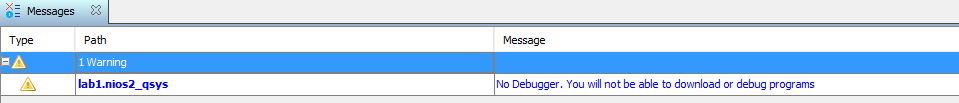 Messages
Type Path Message
1 Warning
lab1.nios2_qsys No Debugger. You will not be able to download or debug programs